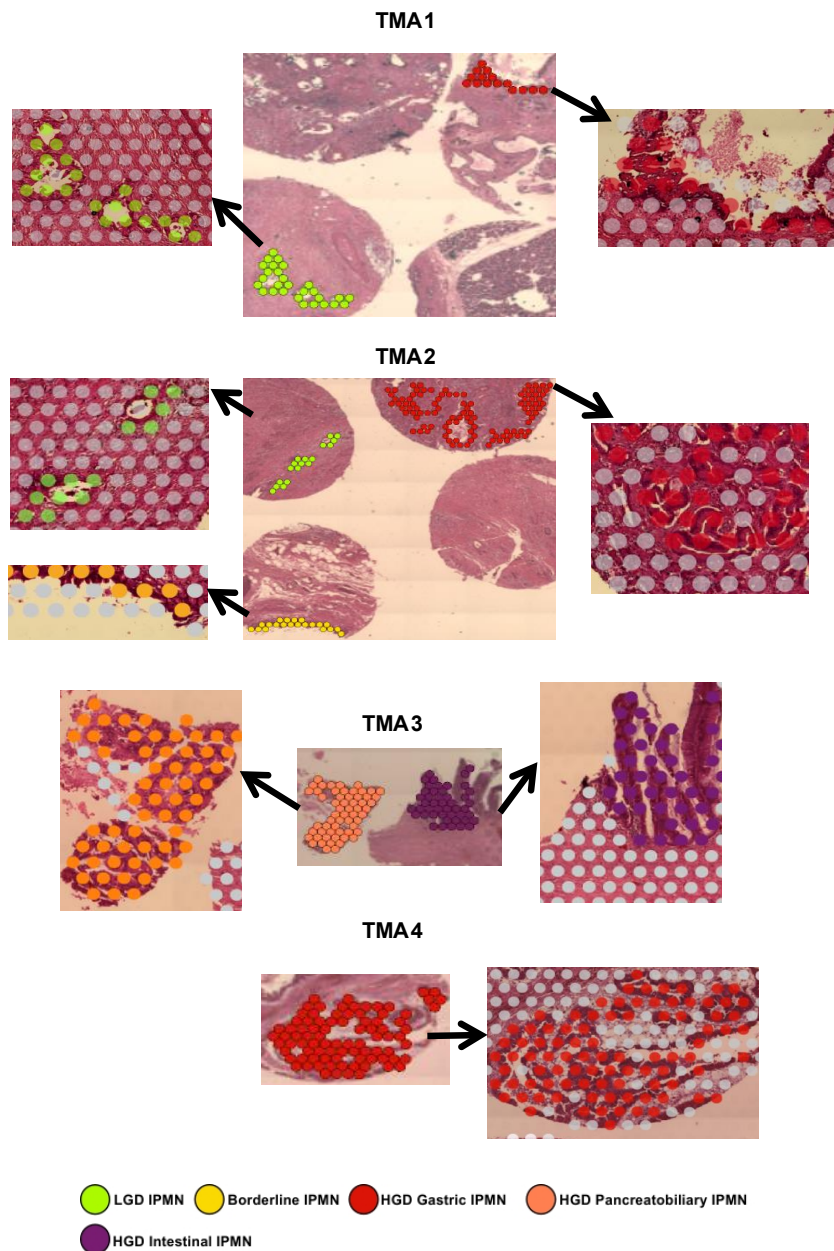 TMA1
TMA2
TMA3
TMA4
LGD IPMN Borderline IPMN HGD Gastric IPMN HGD Pancreatobiliary IPMN
HGD Intestinal IPMN